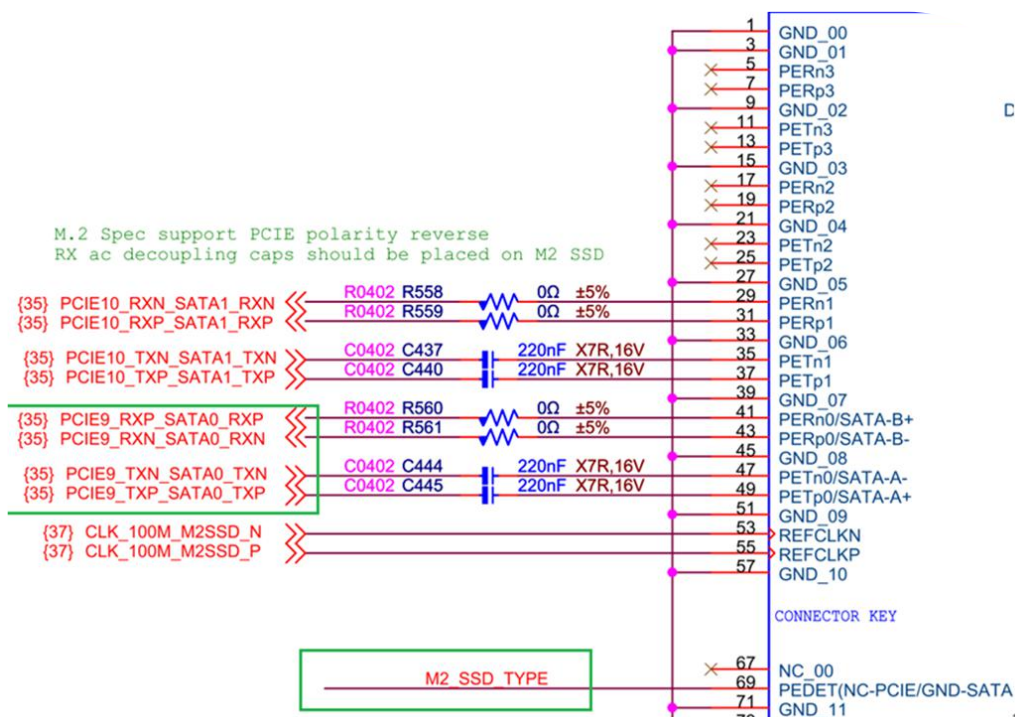 1 GND_00
3 GND_01
5 PERn3
7 PERp3
9 GND_02
D
11 PETn3
13 PETp3
15 GND_03
17 PERn2
19 PERp2
21 GND_04
M.2 Spec support PCIE polarity reverse
23 PETn2
RX ac decoupling caps should be placed on M2 SSD
25 PETp2
27 GND_05
{35} PCIE10_RXN_SATA1_RXN R0402 R558 0Ω ±5% 29 PERn1
{35} PCIE10_RXP_SATA1_RXP R0402 R559 0Ω ±5% 31 PERp1
33 GND_06
{35} PCIE10_TXN_SATA1_TXN C0402 C437 220nF X7R,16V 35 PETn1
{35} PCIE10_TXP_SATA1_TXP C0402 C440 220nF X7R,16V 37 PETp1
39 GND_07
{35} PCIE9_RXP_SATA0_RXP R0402 R560 0Ω ±5% 41 PERn0/SATA-B+
{35} PCIE9_RXN_SATA0_RXN R0402 R561 0Ω ±5% 43 PERp0/SATA-B-
45 GND_08
{35} PCIE9_TXN_SATA0_TXN C0402 C444 220nF X7R,16V 47 PETn0/SATA-A-
{35} PCIE9_TXP_SATA0_TXP C0402 C445 220nF X7R,16V 49 PETp0/SATA-A+
51 GND_09
{37} CLK_100M_M2SSD_N 53 REFCLKN
{37} CLK_100M_M2SSD_P 55 REFCLKP
57 GND_10
CONNECTOR KEY
67 NC_00
M2_SSD_TYPE 69 PEDET(NC-PCIE/GND-SATA
71 GND_11